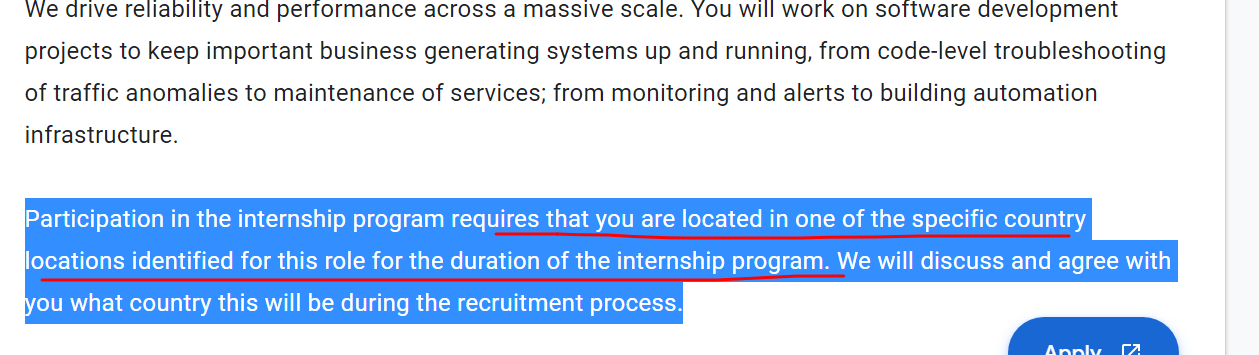 We drive reliability and performance across a massive scale. You will work on software development
projects to keep important business generating systems up and running, from code-level troubleshooting
of traffic anomalies to maintenance of services; from monitoring and alerts to building automation
infrastructure.
Participation in the internship program requires that you are located in one of the specific country
locations identified for this role for the duration of the internship program. We will discuss and agree with
you what country this will be during the recruitment process.
Apply